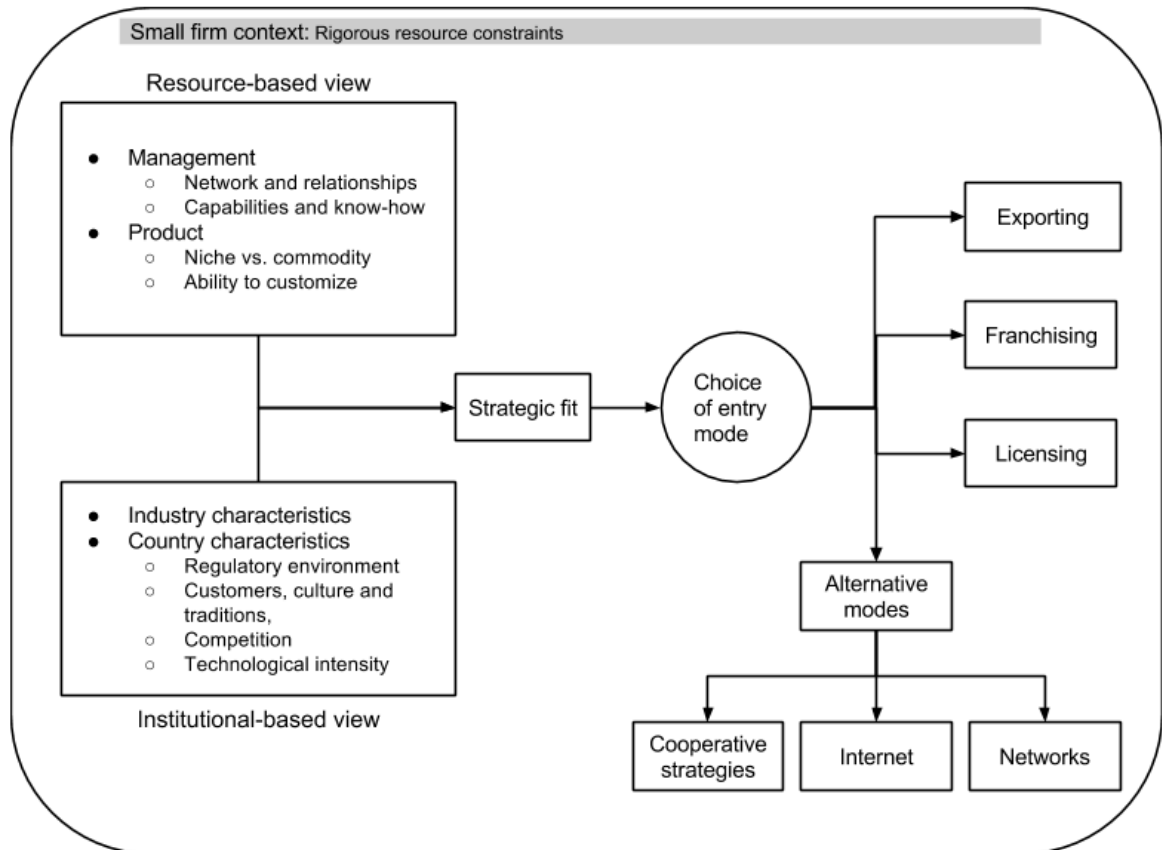 Small firm context: Rigorous resource constraints
Resource-based view
● Management
○ Network and relationships
○ Capabilities and know-how
● Product
○ Niche vs. commodity
○ Ability to customize
Exporting
Franchising
Strategic fit
Choice
of entry
mode
Licensing
● Industry characteristics
● Country characteristics
○ Regulatory environment
○ Customers, culture and
traditions,
○ Competition
○ Technological intensity
Institutional-based view
Alternative
modes
Cooperative
strategies
Internet
Networks